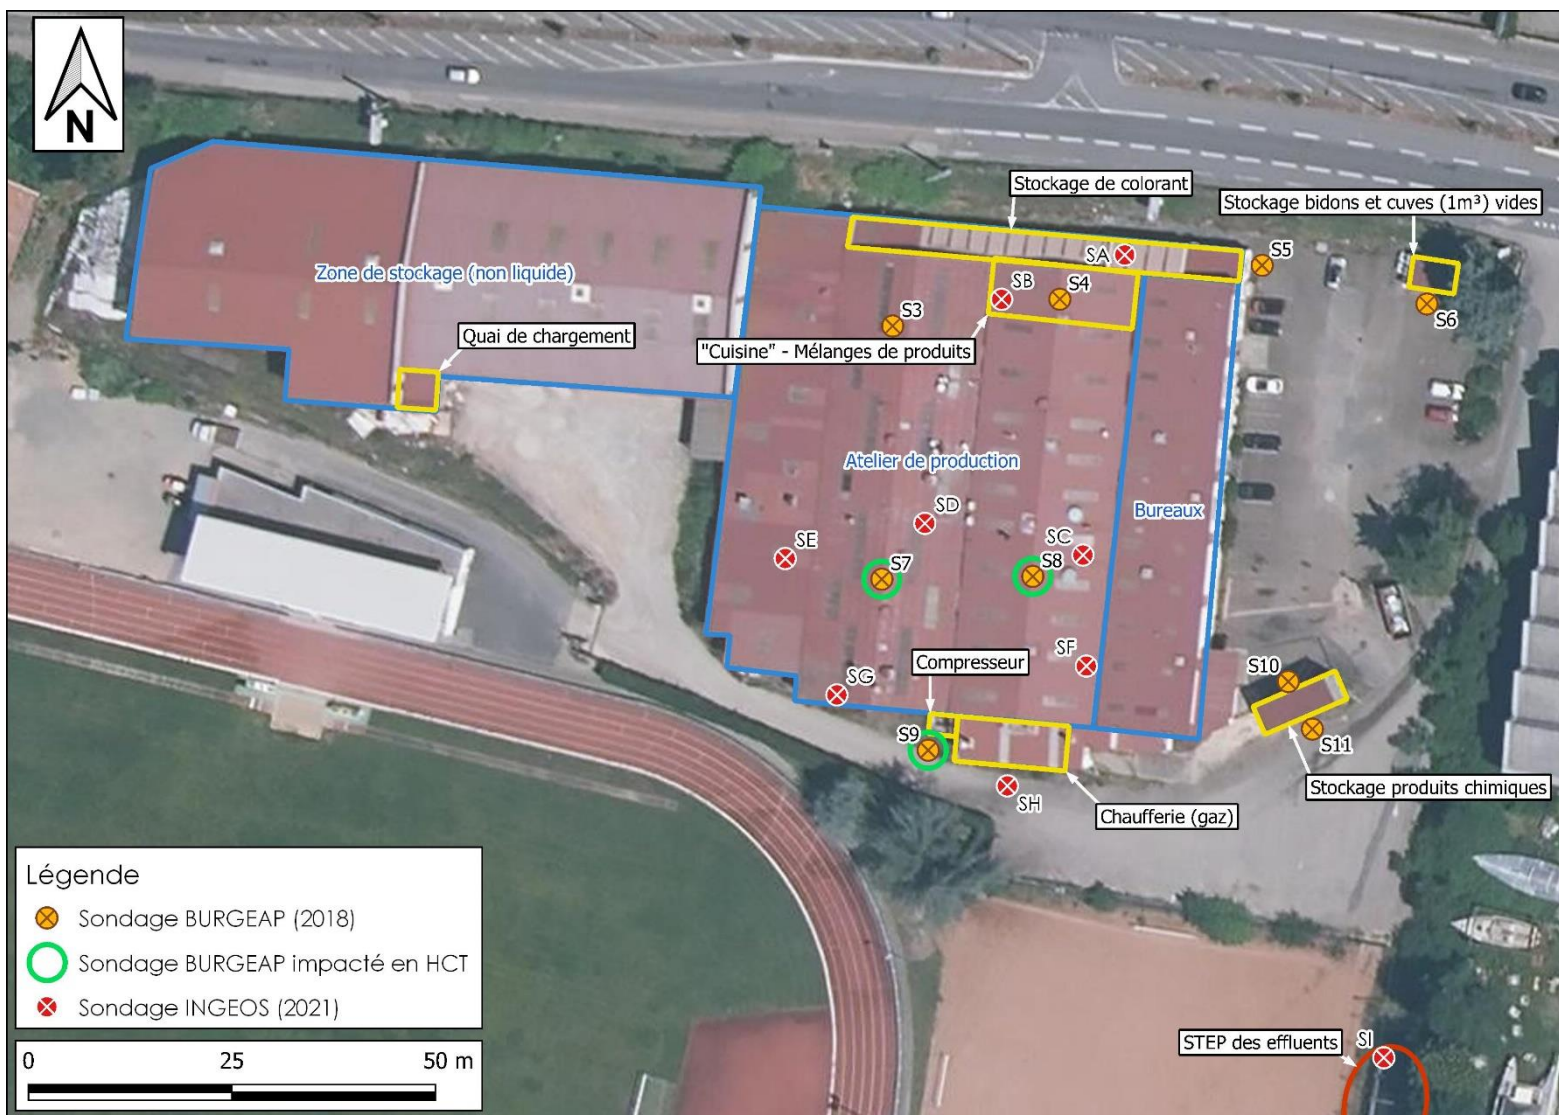 N
Stockage de colorant
Stockage bidons et cuves (1m³) vides
SA
S5
Zone de stockage (non liquide)
SB
S4
S6
S3
Quai de chargement
"Cuisine" - Mélanges de produits
Atelier de production
Bureaux
SD
SE
SC
S7
S8
SF
Compresseur
SG
S10
S9
S11
SH
Stockage produits chimiques
Chaufferie (gaz)
Légende
Sondage BURGEAP (2018)
Sondage BURGEAP impacté en HCT
Sondage INGEOS (2021)
0 25 50 m
STEP des effluents
SI